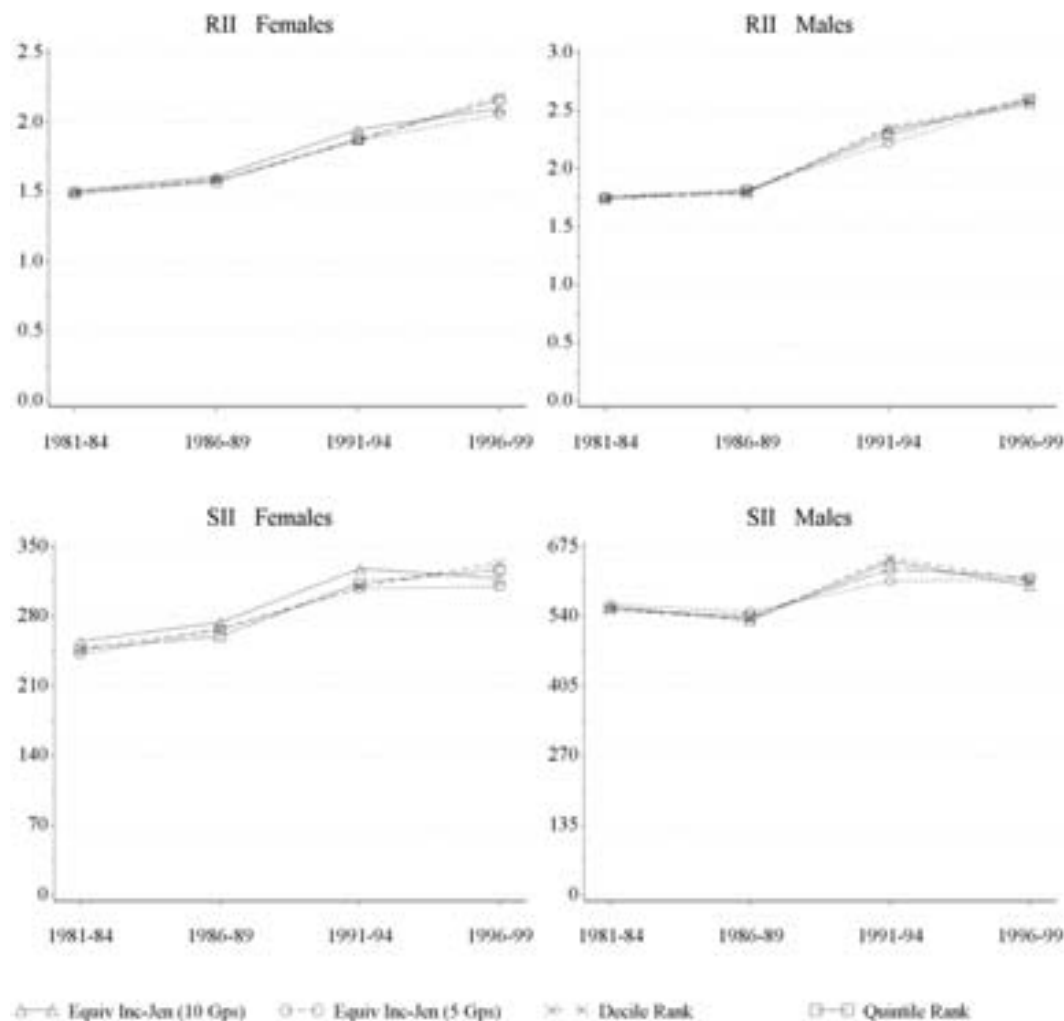 RII Females
2.5
2.0
1.5
1.0
0.5
0.0
1981-84 1986-89 1991-94 1996-99
RII Males
3.0
2.5
2.0
1.5
1.0
0.5
0.0
1981-84 1986-89 1991-94 1996-99
SII Females
350
280
210
140
70
0
1981-84 1986-89 1991-94 1996-99
SII Males
675
540
405
270
135
0
1981-84 1986-89 1991-94 1996-99
Equiv Inc-Jen (10 Gps) Equiv Inc-Jen (5 Gps) Decile Rank Quintile Rank